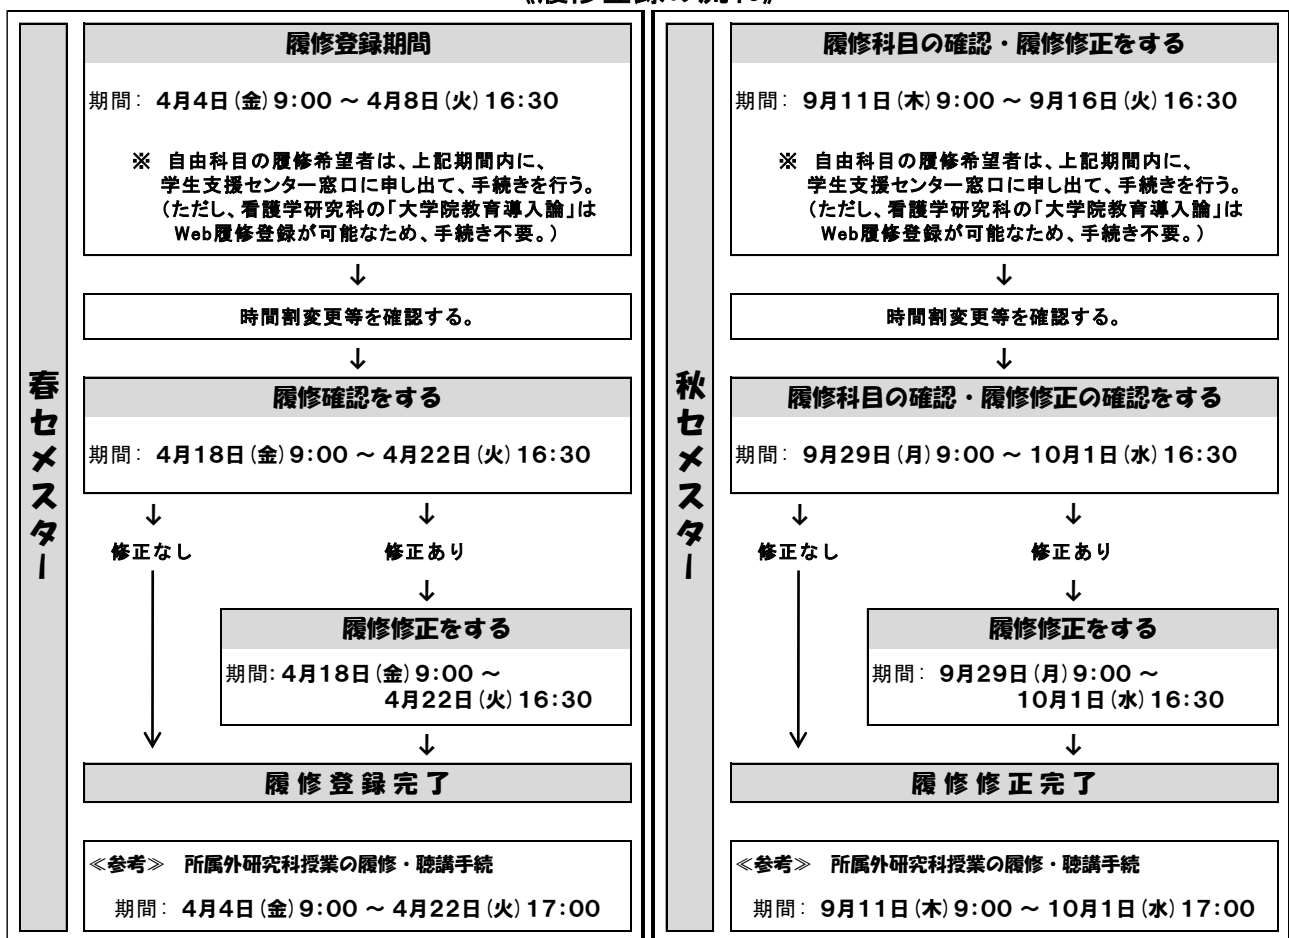 春セメスター
履修登録期間
期間： 4月4日(金)9:00 ～ 4月8日(火)16:30
※ 自由科目の履修希望者は、上記期間内に、
学生支援センター窓口に申し出て、手続きを行う。
（ただし、看護学研究科の「大学院教育導入論」は
Web履修登録が可能なため、手続き不要。）
↓
時間割変更等を確認する。
↓
履修確認をする
期間： 4月18日(金)9:00 ～ 4月22日(火)16:30
↓ ↓
修正なし 修正あり
↓
履修修正をする
期間：4月18日(金)9:00 ～
4月22日(火)16:30
↓
履修登録完了
≪参考≫ 所属外研究科授業の履修・聴講手続
期間： 4月4日(金)9:00 ～ 4月22日(火)17:00
秋セメスター
履修科目の確認・履修修正をする
期間： 9月11日(木)9:00 ～ 9月16日(火)16:30
※ 自由科目の履修希望者は、上記期間内に、
学生支援センター窓口に申し出て、手続きを行う。
（ただし、看護学研究科の「大学院教育導入論」は
Web履修登録が可能なため、手続き不要。）
↓
時間割変更等を確認する。
↓
履修科目の確認・履修修正の確認をする
期間： 9月29日(月)9:00 ～ 10月1日(水)16:30
↓ ↓
修正なし 修正あり
↓
履修修正をする
期間： 9月29日(月)9:00 ～
10月1日(水)16:30
↓
履修修正完了
≪参考≫ 所属外研究科授業の履修・聴講手続
期間： 9月11日(木)9:00 ～ 10月1日(水)17:00